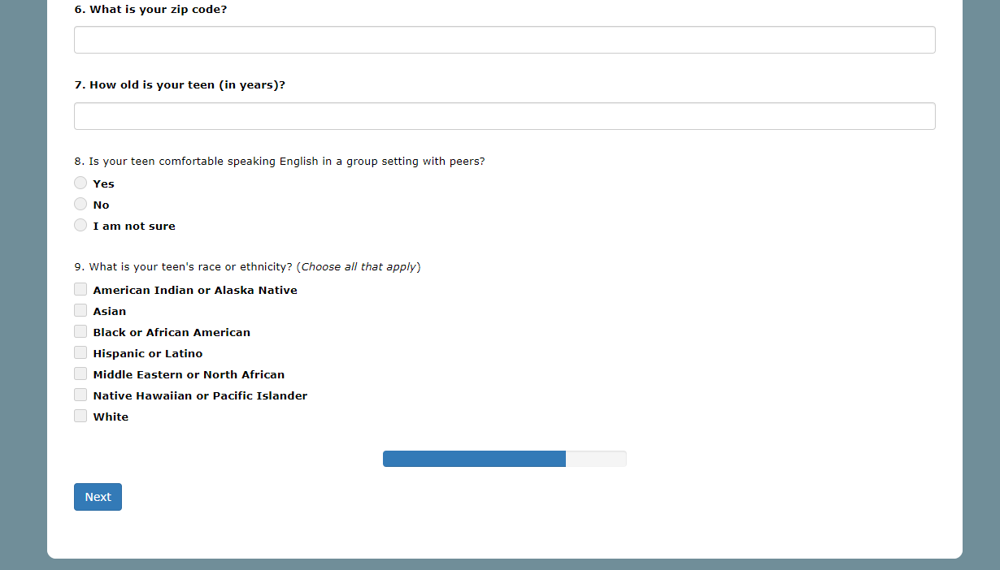 6. What is your zip code?
7. How old is your teen (in years)?
8. Is your teen comfortable speaking English in a group setting with peers?
Yes
No
I am not sure
9. What is your teen's race or ethnicity? (Choose all that apply)
American Indian or Alaska Native
Asian
Black or African American
Hispanic or Latino
Middle Eastern or North African
Native Hawaiian or Pacific Islander
White
Next